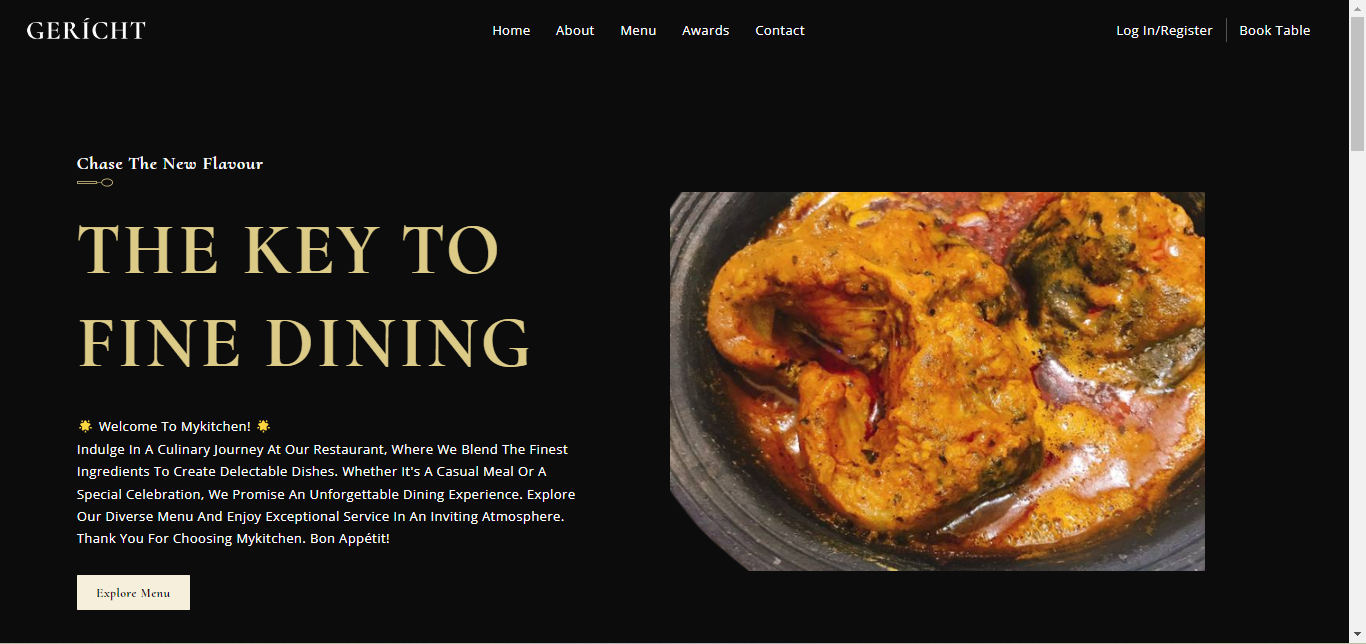 GERÍCHT
Home About Menu Awards Contact
Log In/Register Book Table
Chase The New Flavour
THE KEY TO
FINE DINING
🌟 Welcome To Mykitchen! 🌟
Indulge In A Culinary Journey At Our Restaurant, Where We Blend The Finest
Ingredients To Create Delectable Dishes. Whether It's A Casual Meal Or A
Special Celebration, We Promise An Unforgettable Dining Experience. Explore
Our Diverse Menu And Enjoy Exceptional Service In An Inviting Atmosphere.
Thank You For Choosing Mykitchen. Bon Appétit!
Explore Menu